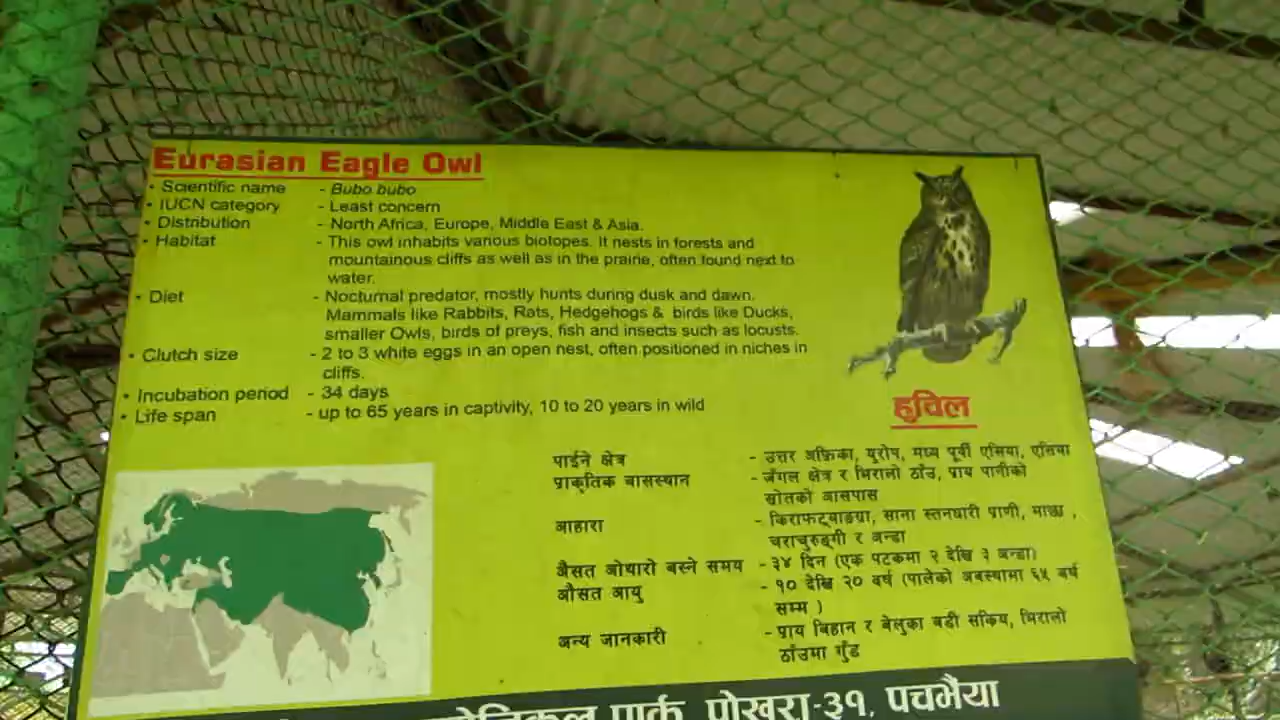 Eurasian Eagle Owl
• Scientific name - Bubo bubo
• IUCN category - Least concern
• Distribution - North Africa, Europe, Middle East & Asia.
• Habitat - This owl inhabits various biotopes. It nests in forests and
mountainous cliffs as well as in the prairie, often found next to
water.
• Diet - Nocturnal predator, mostly hunts during dusk and dawn.
Mammals like Rabbits, Rats, Hedgehogs & birds like Ducks,
smaller Owls, birds of preys, fish and insects such as locusts.
• Clutch size - 2 to 3 white eggs in an open nest, often positioned in niches in
cliffs.
• Incubation period - 34 days
• Life span - up to 65 years in captivity, 10 to 20 years in wild
हुचिल
पाईने क्षेत्र - उत्तर अफ्रिका, यूरोप, मध्य पूर्वी एसिया, एसिया
प्राकृतिक बासस्थान - जँगल क्षेत्र र भिरालो ठाँउ, प्राय पानीको
स्रोतको आसपास
आहारा - किराफट्याङग्रा, साना स्तनधारी प्राणी, माछा ,
चराचुरुङ्गी र अन्डा
औसत ओथारो बस्ने समय - ३४ दिन (एक पटकमा २ देखि ३ अन्डा)
औसत आयु - १० देखि २० वर्ष (पालेको अवस्थामा ६५ वर्ष
सम्म )
अन्य जानकारी - प्राय बिहान र बेलुका बढी सक्रिय, भिरालो
ठाँउमा गुँड
पार्क, पोखरा-३१, पचभैया